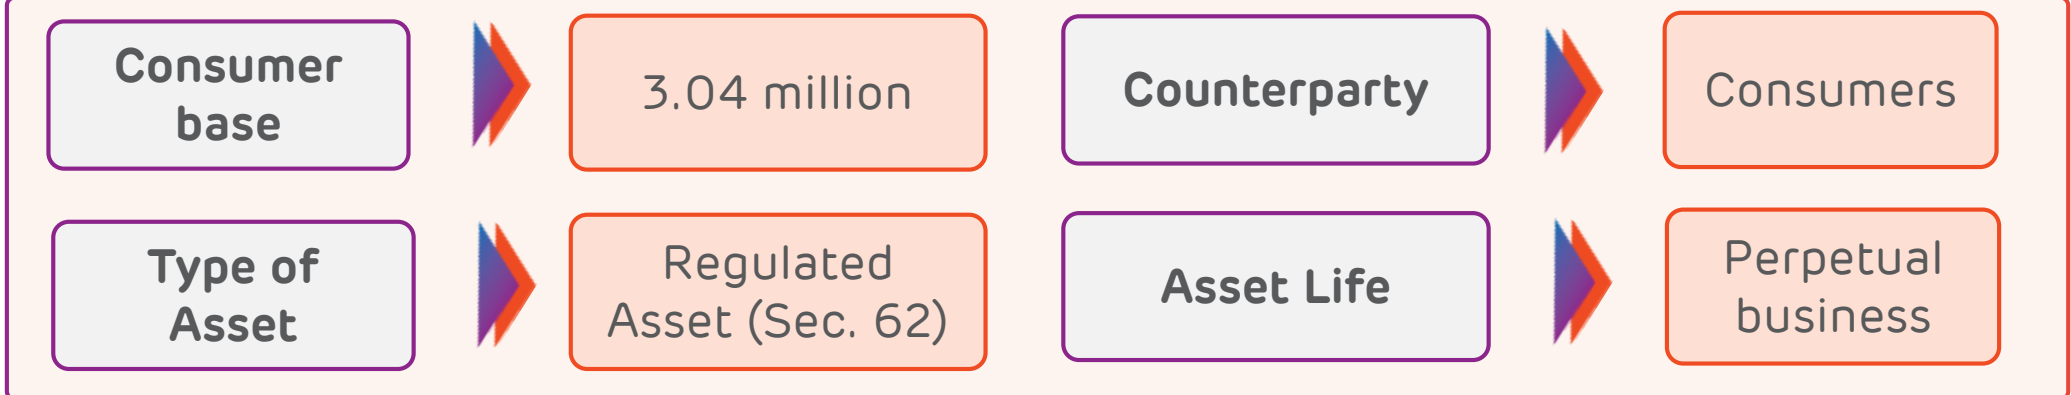 Consumer
base
3.04 million
Counterparty
Consumers
Type of
Asset
Regulated
Asset (Sec. 62)
Asset Life
Perpetual
business